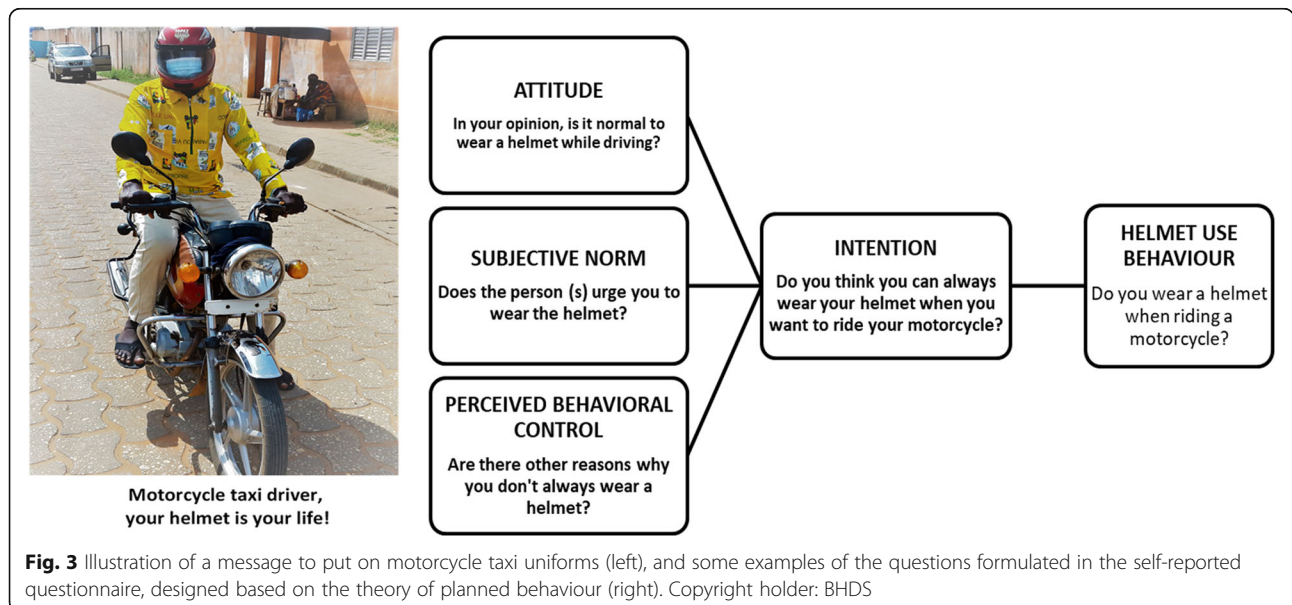 Motorcycle taxi driver,
your helmet is your life!
ATTITUDE
In your opinion, is it normal to
wear a helmet while driving?
SUBJECTIVE NORM
Does the person (s) urge you to
wear the helmet?
PERCEIVED BEHAVIORAL
CONTROL
Are there other reasons why
you don't always wear a
helmet?
INTENTION
Do you think you can always
wear your helmet when you
want to ride your motorcycle?
HELMET USE
BEHAVIOUR
Do you wear a helmet
when riding a
motorcycle?
Fig. 3 Illustration of a message to put on motorcycle taxi uniforms (left), and some examples of the questions formulated in the self-reported
questionnaire, designed based on the theory of planned behaviour (right). Copyright holder: BHDS